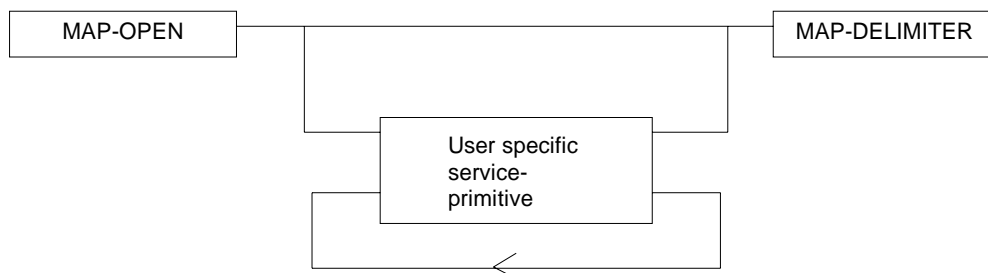 MAP-OPEN
MAP-DELIMITER
User specific
service-
primitive